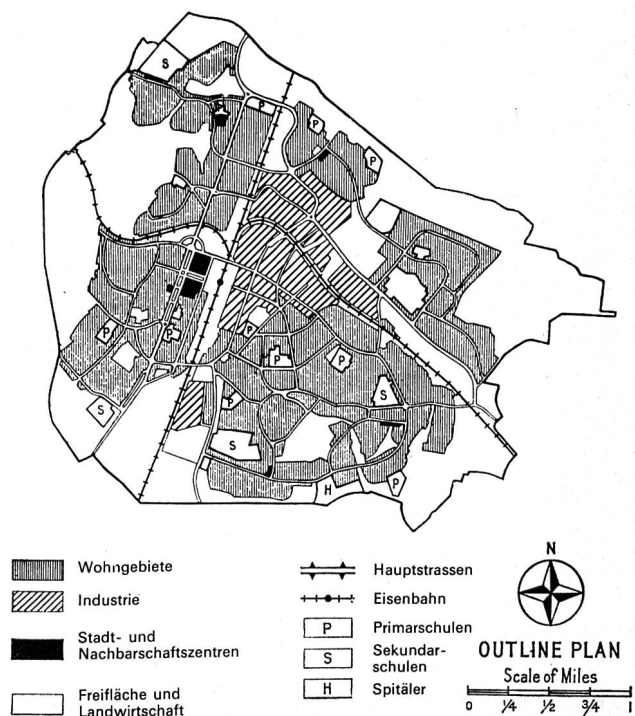 S
P
P
P
P
P
P
P
P
S
S
P
S
H
P
Wohngebiete
Industrie
Stadt- und
Nachbarschaftszentren
Freifläche und
Landwirtschaft
Hauptstrassen
Eisenbahn
P Primarschulen
S Sekundar-
schulen
H Spitäler
N
OUTLINE PLAN
Scale of Miles
0 1/4 1/2 3/4 1